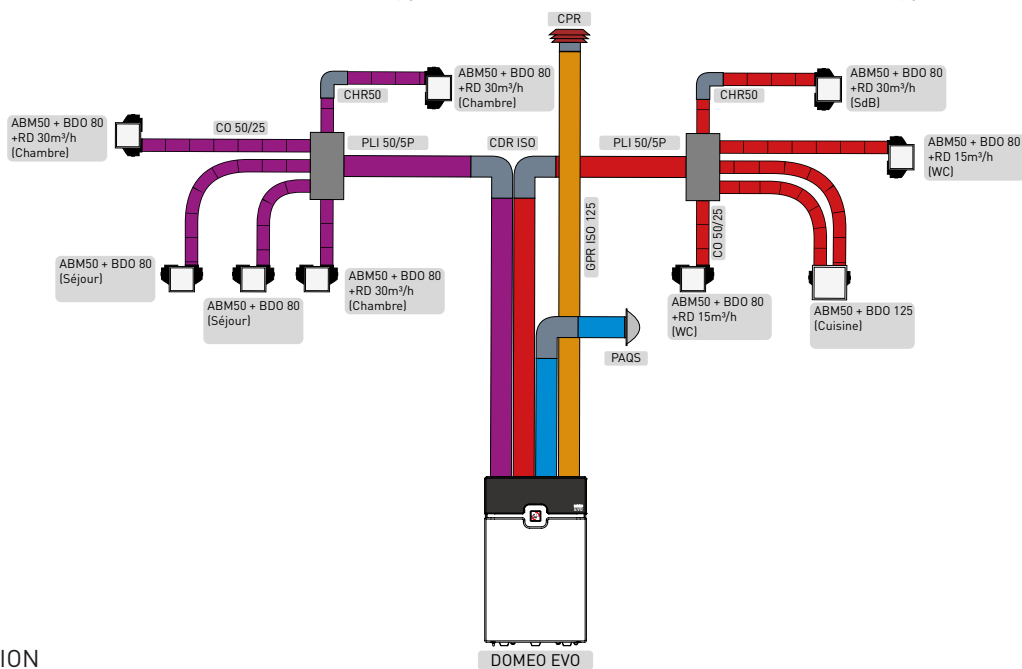 CPR
ABM50 + BDO 80
+RD 30m³/h
(Chambre)
CHR50
ABM50 + BDO 80
+RD 30m³/h
(SdB)
CHR50
ABM50 + BDO 80
+RD 30m³/h
(Chambre)
CO 50/25
PLI 50/5P
CDR ISO
PLI 50/5P
ABM50 + BDO 80
+RD 15m³/h
(WC)
GPR ISO 125
CO 50/25
ABM50 + BDO 80
(Séjour)
ABM50 + BDO 80
(Séjour)
ABM50 + BDO 80
+RD 30m³/h
(Chambre)
ABM50 + BDO 80
+RD 15m³/h
(WC)
ABM50 + BDO 125
(Cuisine)
PAQS
DOMEO EVO
ION